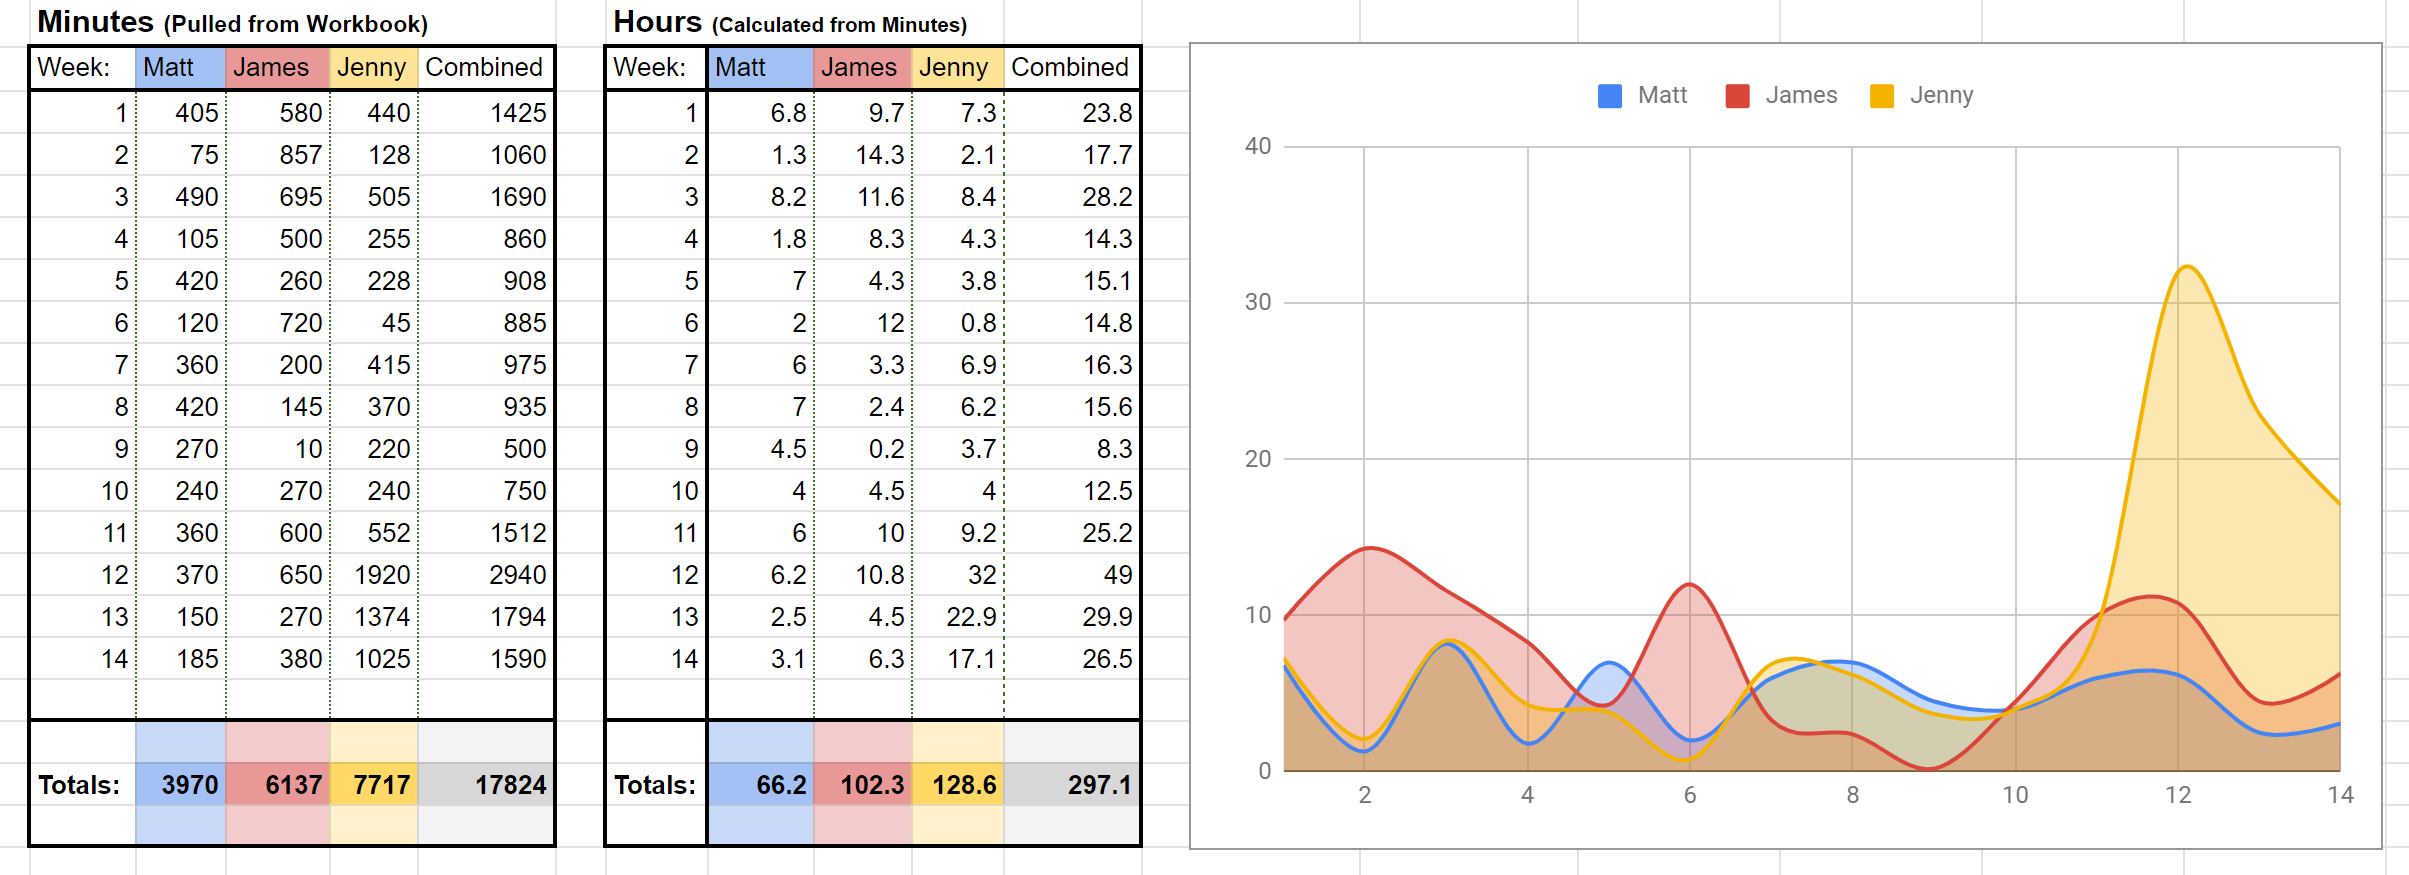 Minutes (Pulled from Workbook)
Week: Matt James Jenny Combined
1 405 580 440 1425
2 75 857 128 1060
3 490 695 505 1690
4 105 500 255 860
5 420 260 228 908
6 120 720 45 885
7 360 200 415 975
8 420 145 370 935
9 270 10 220 500
10 240 270 240 750
11 360 600 552 1512
12 370 650 1920 2940
13 150 270 1374 1794
14 185 380 1025 1590
Totals: 3970 6137 7717 17824
Hours (Calculated from Minutes)
Week: Matt James Jenny Combined
1 6.8 9.7 7.3 23.8
2 1.3 14.3 2.1 17.7
3 8.2 11.6 8.4 28.2
4 1.8 8.3 4.3 14.3
5 7 4.3 3.8 15.1
6 2 12 0.8 14.8
7 6 3.3 6.9 16.3
8 7 2.4 6.2 15.6
9 4.5 0.2 3.7 8.3
10 4 4.5 4 12.5
11 6 10 9.2 25.2
12 6.2 10.8 32 49
13 2.5 4.5 22.9 29.9
14 3.1 6.3 17.1 26.5
Totals: 66.2 102.3 128.6 297.1
Matt James Jenny
40
30
20
10
0
2 4 6 8 10 12 14